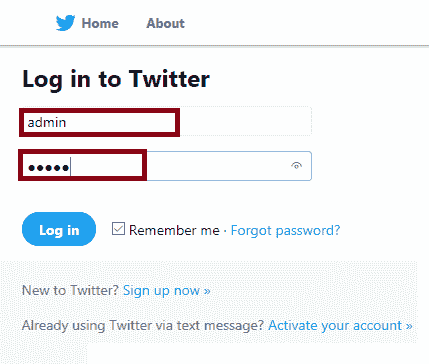 Home About
Log in to Twitter
admin
●●●●●
Log in Remember me · Forgot password?
New to Twitter? Sign up now »
Already using Twitter via text message? Activate your account »